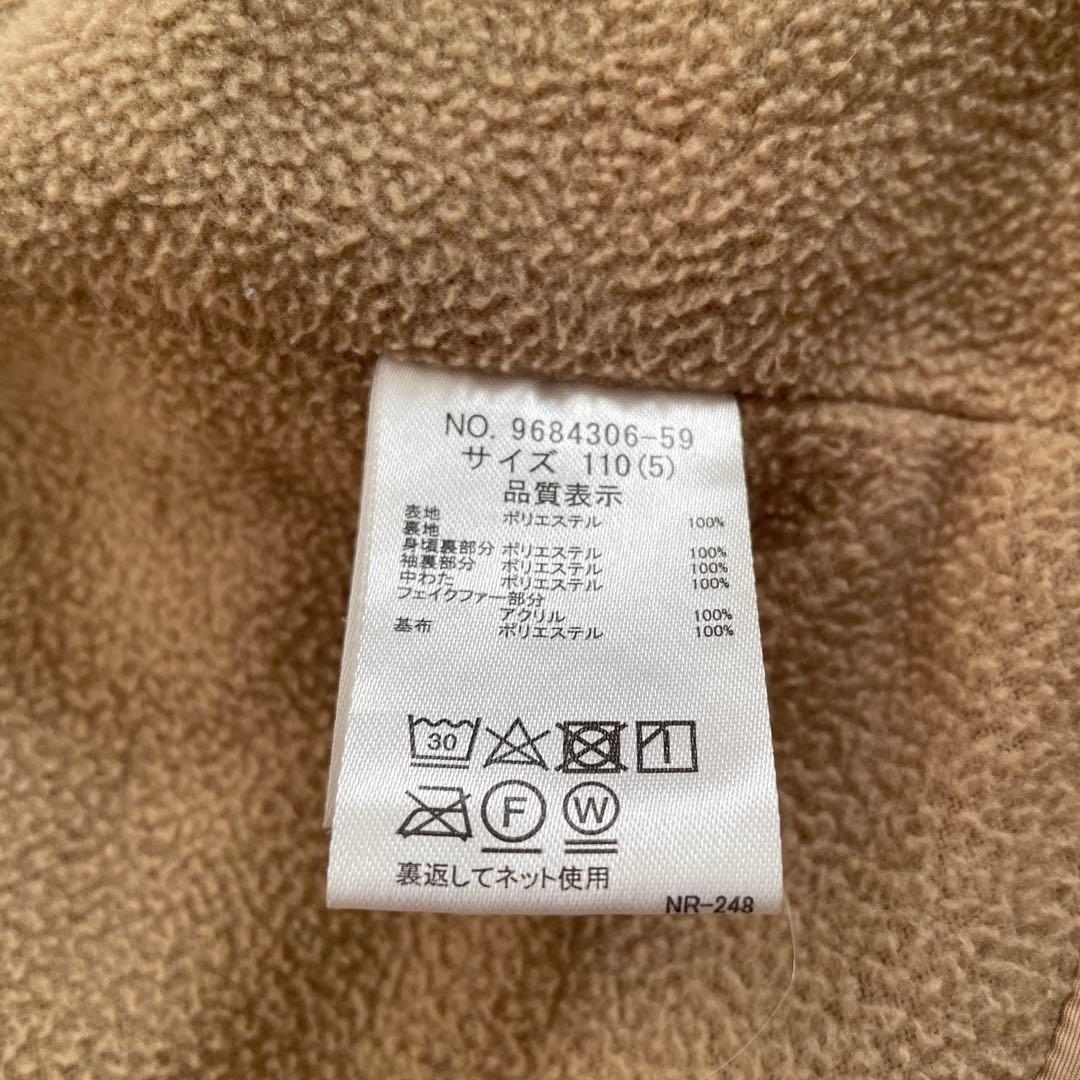 NO. 9684306-59
サイズ 110(5)
品質表示
表地 ポリエステル 100%
裏地
身頃裏部分 ポリエステル 100%
袖裏部分 ポリエステル 100%
中わた ポリエステル 100%
フェイクファー部分
アクリル 100%
基布 ポリエステル 100%
30
F W
裏返してネット使用
NR-248